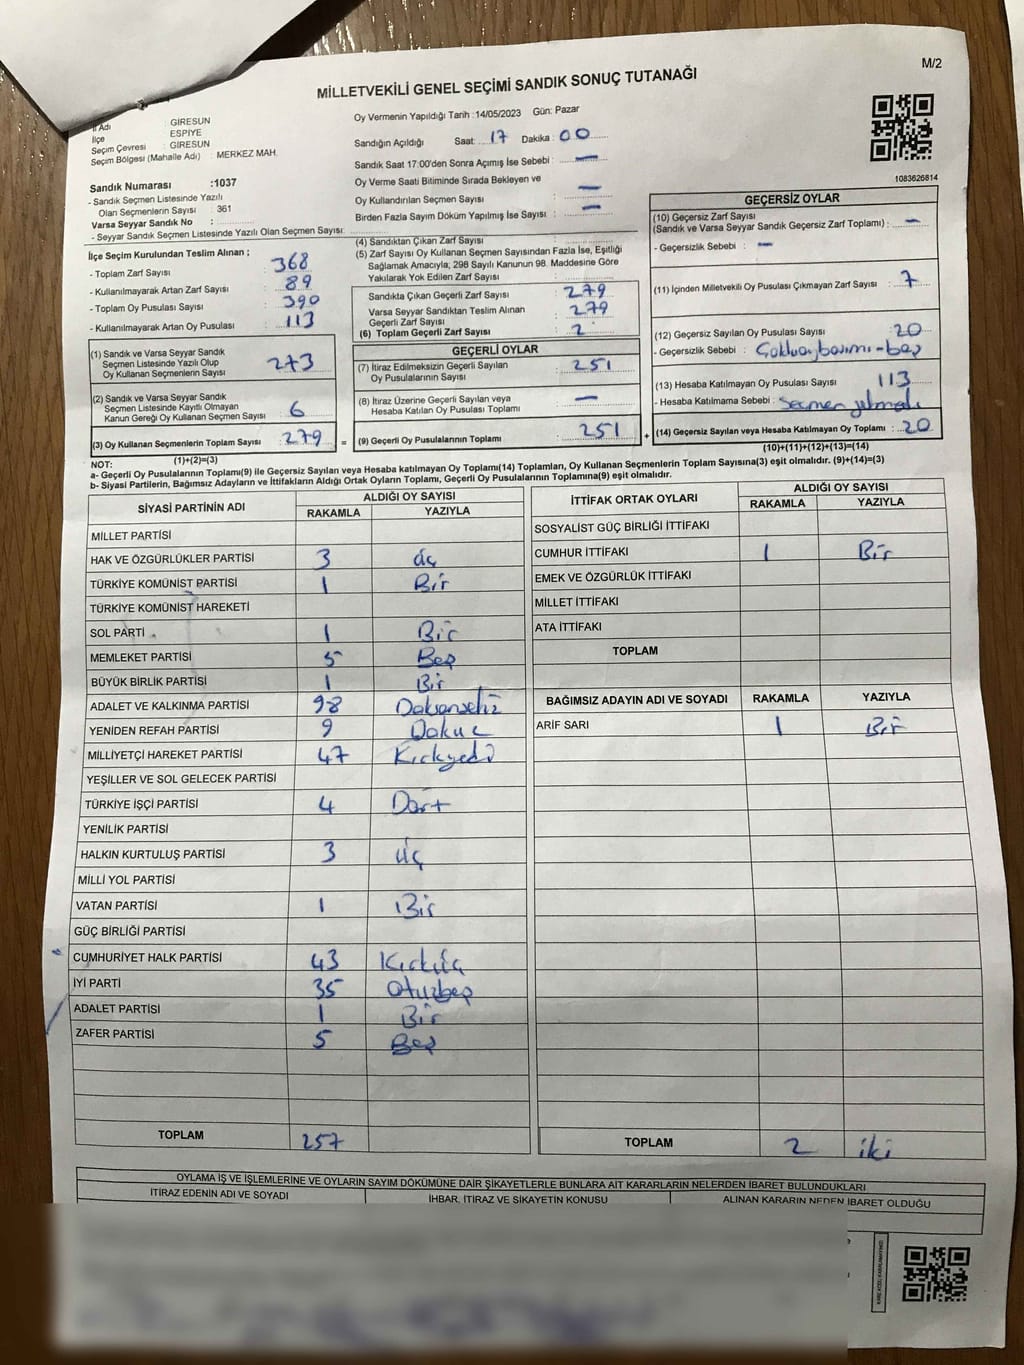 M/2
MİLLETVEKİLİ GENEL SEÇİMİ SANDIK SONUÇ TUTANAĞI
İl Adı : GİRESUN
İlçe : ESPİYE
Seçim Çevresi : GİRESUN
Seçim Bölgesi (Mahalle Adı) : MERKEZ MAH.
Sandık Numarası :1037
- Sandık Seçmen Listesinde Yazılı
Olan Seçmenlerin Sayısı : 361
Varsa Seyyar Sandık No :
- Seyyar Sandık Seçmen Listesinde Yazılı Olan Seçmen Sayısı:
Oy Vermenin Yapıldığı Tarih :14/05/2023 Gün: Pazar
Sandığın Açıldığı Saat: 17 Dakika : 00
Sandık Saat 17:00'den Sonra Açımış İse Sebebi : —
Oy Verme Saati Bitiminde Sırada Bekleyen ve
Oy Kullandırılan Seçmen Sayısı : —
Birden Fazla Sayım Döküm Yapılmış İse Sayısı : —
1083626814
İlçe Seçim Kurulundan Teslim Alınan ;
- Toplam Zarf Sayısı : 368
- Kullanılmayarak Artan Zarf Sayısı : 89
- Toplam Oy Pusulası Sayısı : 390
- Kullanılmayarak Artan Oy Pusulası : 113
(1) Sandık ve Varsa Seyyar Sandık
Seçmen Listesinde Yazılı Olup
Oy Kullanan Seçmenlerin Sayısı : 273
(2) Sandık ve Varsa Seyyar Sandık
Seçmen Listesinde Kayıtlı Olmayan
Kanun Gereği Oy Kullanan Seçmen Sayısı : 6
(3) Oy Kullanan Seçmenlerin Toplam Sayısı : 279 =
(1)+(2)=(3)
(4) Sandıktan Çıkan Zarf Sayısı :
(5) Zarf Sayısı Oy Kullanan Seçmen Sayısından Fazla İse, Eşitliği
Sağlamak Amacıyla, 298 Sayılı Kanunun 98. Maddesine Göre
Yakılarak Yok Edilen Zarf Sayısı :
Sandıkta Çıkan Geçerli Zarf Sayısı : 279
Varsa Seyyar Sandıktan Teslim Alınan : 279
Geçerli Zarf Sayısı
(6) Toplam Geçerli Zarf Sayısı : 2
GEÇERLİ OYLAR
(7) İtiraz Edilmeksizin Geçerli Sayılan
Oy Pusulalarının Sayısı : 251
(8) İtiraz Üzerine Geçerli Sayılan veya
Hesaba Katılan Oy Pusulası Toplamı : —
(9) Geçerli Oy Pusulalarının Toplamı : 251 +
GEÇERSİZ OYLAR
(10) Geçersiz Zarf Sayısı
(Sandık ve Varsa Seyyar Sandık Geçersiz Zarf Toplamı) : —
- Geçersizlik Sebebi : —
(11) İçinden Milletvekili Oy Pusulası Çıkmayan Zarf Sayısı : 7
(12) Geçersiz Sayılan Oy Pusulası Sayısı : 20
- Geçersizlik Sebebi :
(13) Hesaba Katılmayan Oy Pusulası Sayısı : 113
- Hesaba Katılmama Sebebi : Seçmen
(14) Geçersiz Sayılan veya Hesaba Katılmayan Oy Toplamı : 20
(10)+(11)+(12)+(13)=(14)
NOT:
a- Geçerli Oy Pusulalarının Toplamı(9) ile Geçersiz Sayılan veya Hesaba katılmayan Oy Toplamı(14) Toplamları, Oy Kullanan Seçmenlerin Toplam Sayısına(3) eşit olmalıdır. (9)+(14)=(3)
b- Siyasi Partilerin, Bağımsız Adayların ve İttifakların Aldığı Ortak Oyların Toplamı, Geçerli Oy Pusulalarının Toplamına(9) eşit olmalıdır.
SİYASİ PARTİNİN ADI ALDIĞI OY SAYISI
RAKAMLA YAZIYLA
MİLLET PARTİSİ
HAK VE ÖZGÜRLÜKLER PARTİSİ 3 üç
TÜRKİYE KOMÜNİST PARTİSİ 1 Bir
TÜRKİYE KOMÜNİST HAREKETİ
SOL PARTİ 1 Bir
MEMLEKET PARTİSİ 5 Beş
BÜYÜK BİRLİK PARTİSİ 1 Bir
ADALET VE KALKINMA PARTİSİ 98 Doksansekiz
YENİDEN REFAH PARTİSİ 9 Dokuz
MİLLİYETÇİ HAREKET PARTİSİ 47 Kırkyedi
YEŞİLLER VE SOL GELECEK PARTİSİ
TÜRKİYE İŞÇİ PARTİSİ 4 Dört
YENİLİK PARTİSİ
HALKIN KURTULUŞ PARTİSİ 3 Üç
MİLLİ YOL PARTİSİ
VATAN PARTİSİ 1 Bir
GÜÇ BİRLİĞİ PARTİSİ
CUMHURİYET HALK PARTİSİ 43 Kırküç
İYİ PARTİ 35 Otuzbeş
ADALET PARTİSİ 1 Bir
ZAFER PARTİSİ 5 Beş
TOPLAM 257
İTTİFAK ORTAK OYLARI ALDIĞI OY SAYISI
RAKAMLA YAZIYLA
SOSYALİST GÜÇ BİRLİĞİ İTTİFAKI
CUMHUR İTTİFAKI 1 Bir
EMEK VE ÖZGÜRLÜK İTTİFAKI
MİLLET İTTİFAKI
ATA İTTİFAKI
TOPLAM
BAĞIMSIZ ADAYIN ADI VE SOYADI RAKAMLA YAZIYLA
ARİF SARI 1 Bir
TOPLAM 2 iki
OYLAMA İŞ VE İŞLEMLERİNE VE OYLARIN SAYIM DÖKÜMÜNE DAİR ŞİKAYETLERLE BUNLARA AİT KARARLARIN NELERDEN İBARET BULUNDUKLARI
İTİRAZ EDENİN ADI VE SOYADI İHBAR, İTİRAZ VE ŞİKAYETİN KONUSU ALINAN KARARIN NEDEN İBARET OLDUĞU